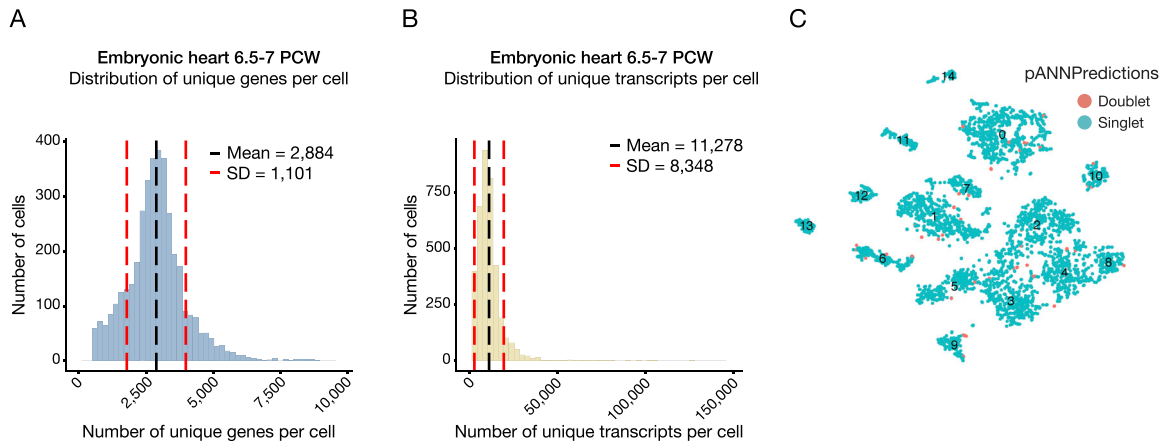 A
Embryonic heart 6.5-7 PCW
Distribution of unique genes per cell
Number of cells
400
300
200
100
0
Mean = 2,884
SD = 1,101
0
2,500
5,000
7,500
10,000
Number of unique genes per cell
B
Embryonic heart 6.5-7 PCW
Distribution of unique transcripts per cell
Number of cells
750
500
250
0
Mean = 11,278
SD = 8,348
0
50,000
100,000
150,000
Number of unique transcripts per cell
C
pANNPredictions
Doublet
Singlet
14
0
11
10
12
7
1
2
13
6
5
4
8
3
9